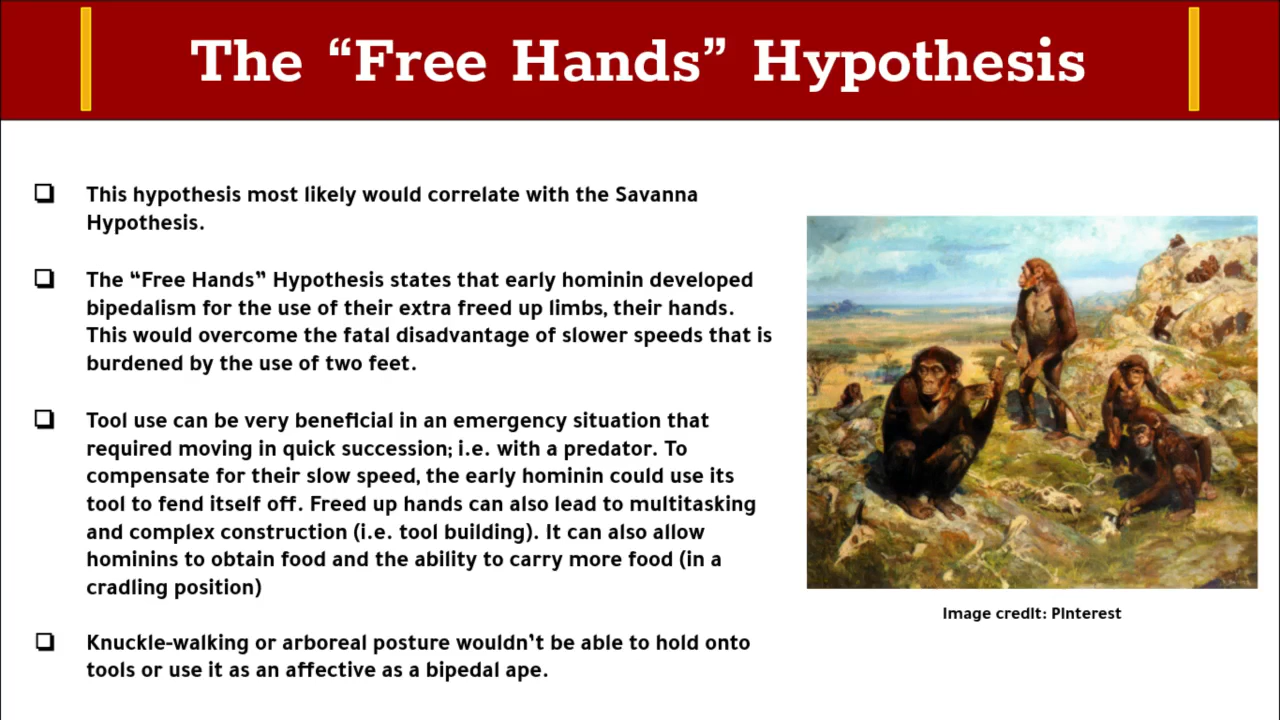 The “Free Hands” Hypothesis
This hypothesis most likely would correlate with the Savanna
Hypothesis.
The “Free Hands” Hypothesis states that early hominin developed
bipedalism for the use of their extra freed up limbs, their hands.
This would overcome the fatal disadvantage of slower speeds that is
burdened by the use of two feet.
Tool use can be very beneficial in an emergency situation that
required moving in quick succession; i.e. with a predator. To
compensate for their slow speed, the early hominin could use its
tool to fend itself off. Freed up hands can also lead to multitasking
and complex construction (i.e. tool building). It can also allow
hominins to obtain food and the ability to carry more food (in a
cradling position)
Knuckle-walking or arboreal posture wouldn’t be able to hold onto
tools or use it as an affective as a bipedal ape.
Image credit: Pinterest